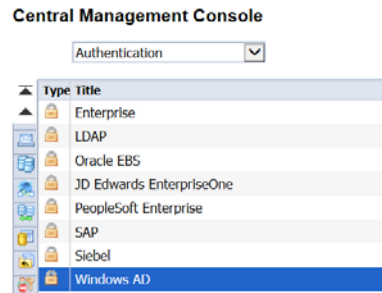 Central Management Console
Authentication
Type Title
Enterprise
LDAP
Oracle EBS
JD Edwards EnterpriseOne
PeopleSoft Enterprise
SAP
Siebel
Windows AD